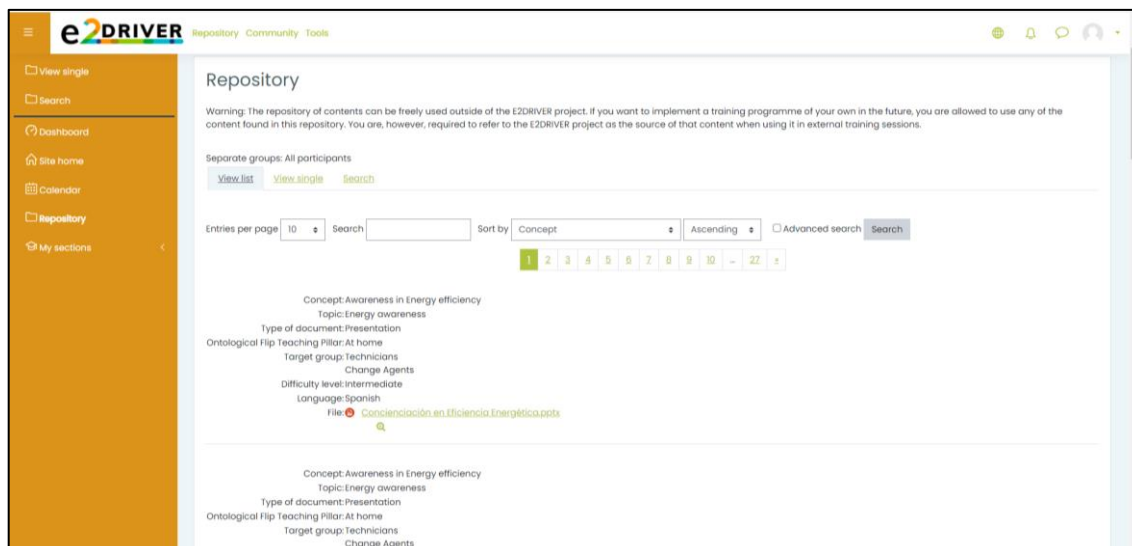 e2DRIVER Repository Community Tools
View single
Search
Dashboard
Site home
Calendar
Repository
My sections
Repository
Warning: The repository of contents can be freely used outside of the E2DRIVER project. If you want to implement a training programme of your own in the future, you are allowed to use any of the
content found in this repository. You are, however, required to refer to the E2DRIVER project as the source of that content when using it in external training sessions.
Separate groups: All participants
View list View single Search
Entries per page 10 Search Sort by Concept Ascending Advanced search Search
1 2 3 4 5 6 7 8 9 10 … 27 »
Concept: Awareness in Energy efficiency
Topic: Energy awareness
Type of document: Presentation
Ontological Flip Teaching Pillar: At home
Target group: Technicians
Change Agents
Difficulty level: Intermediate
Language: Spanish
File: Concienciación en Eficiencia Energética.pptx
Concept: Awareness in Energy efficiency
Topic: Energy awareness
Type of document: Presentation
Ontological Flip Teaching Pillar: At home
Target group: Technicians
Change Agents